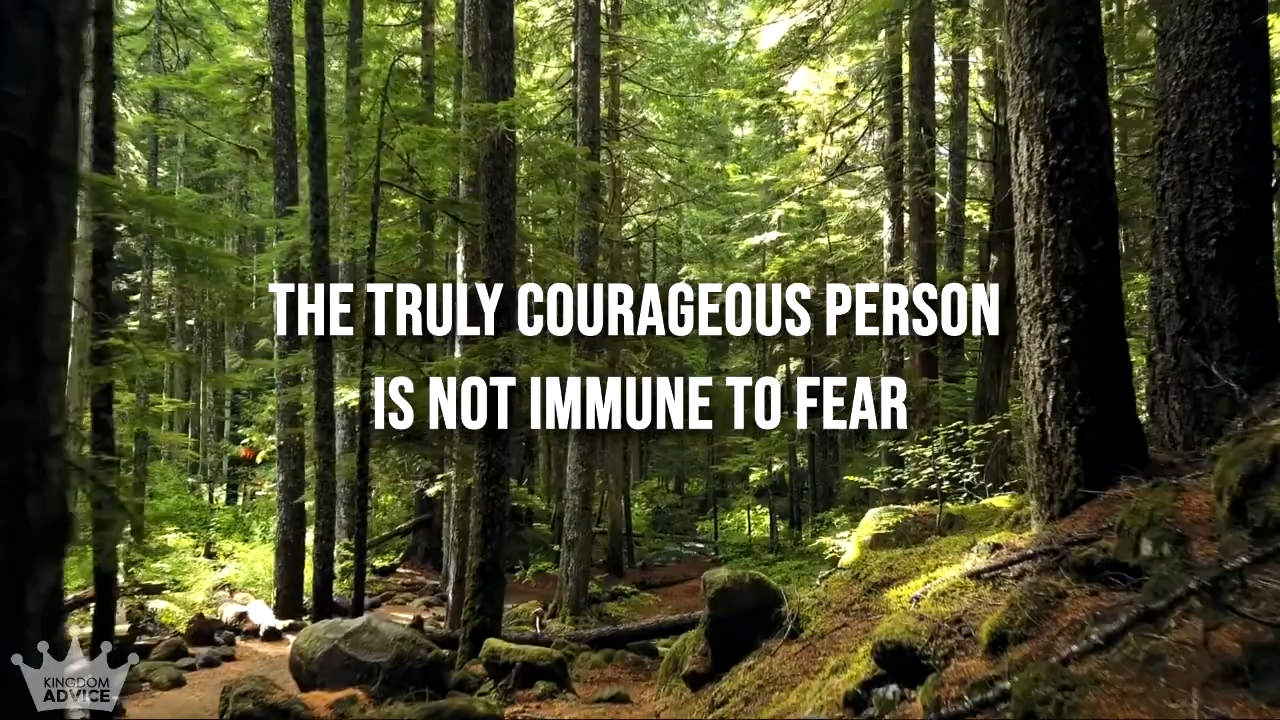 THE TRULY COURAGEOUS PERSON
IS NOT IMMUNE TO FEAR
KINGDOM
ADVICE